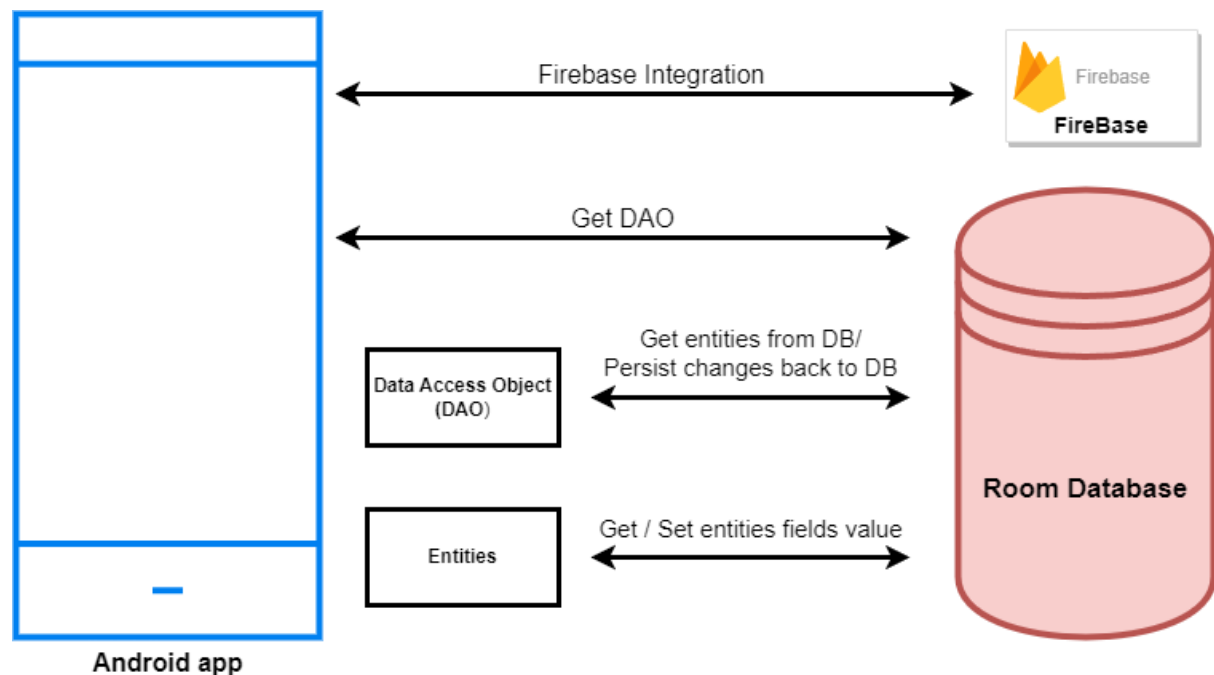 Firebase Integration
Firebase
FireBase
Get DAO
Get entities from DB/
Persist changes back to DB
Data Access Object
(DAO)
Room Database
Get / Set entities fields value
Entities
Android app